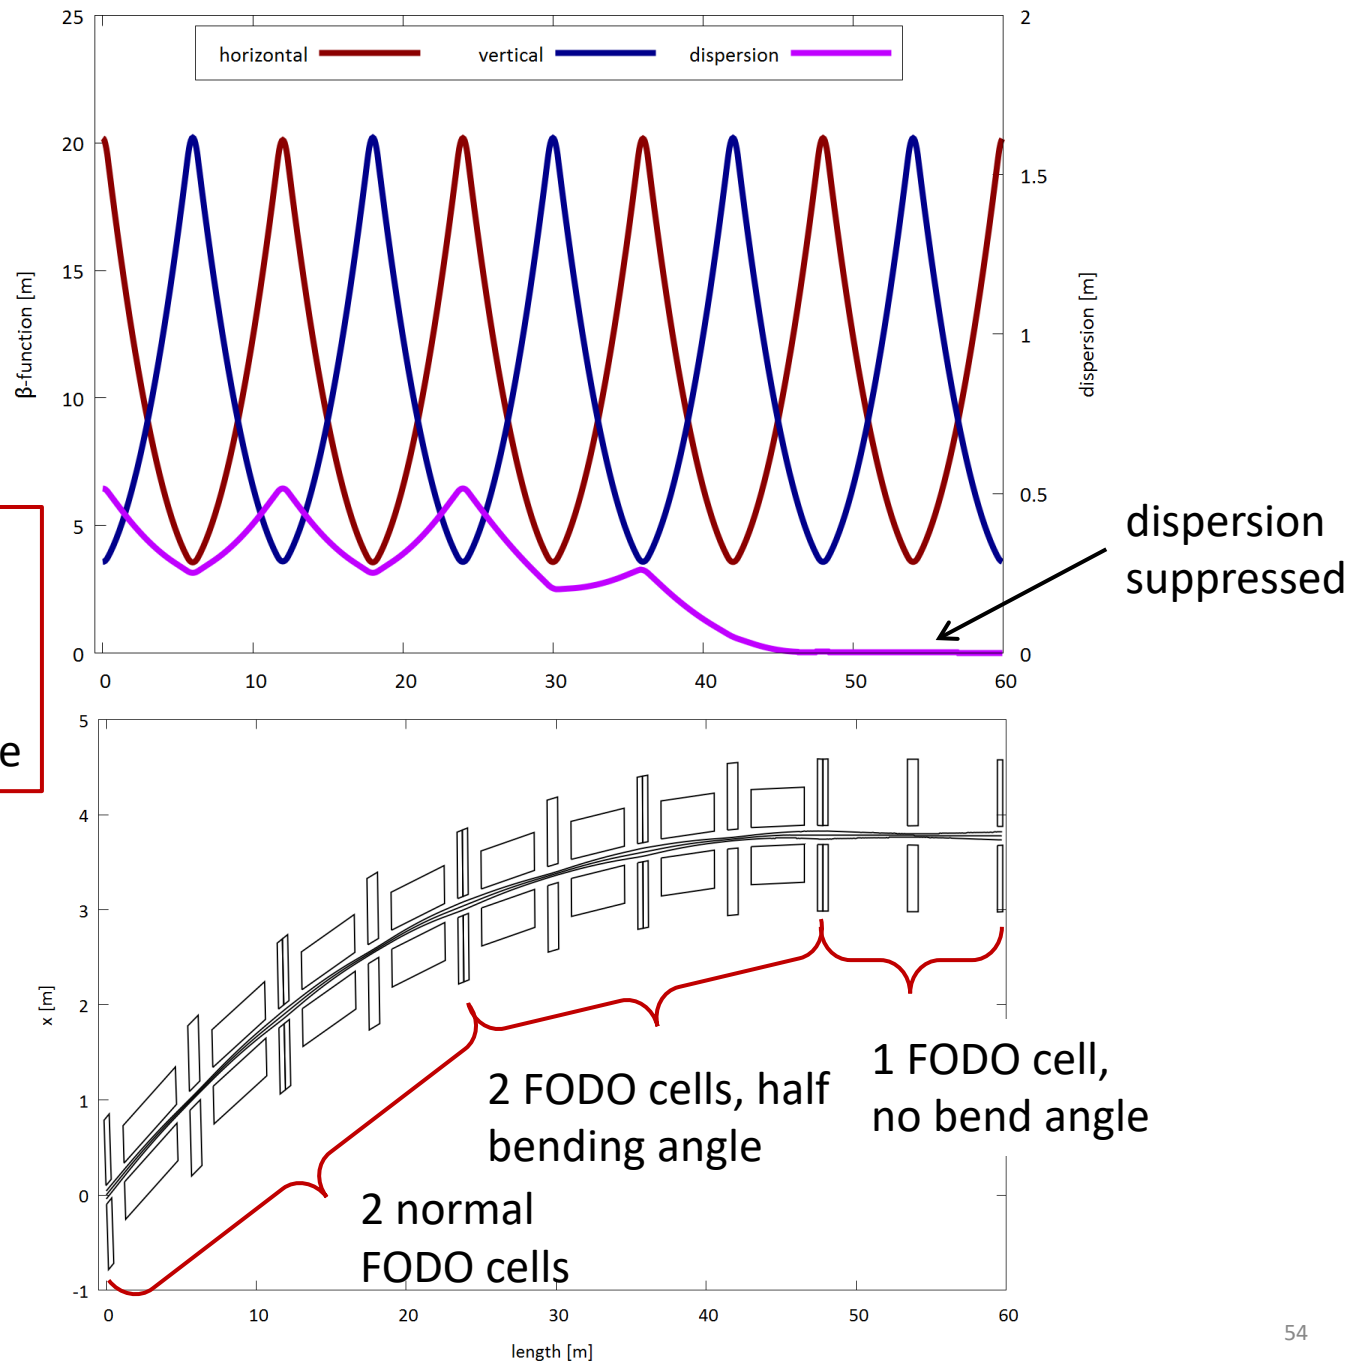 25
20
15
10
5
0
β-function [m]
horizontal
vertical
dispersion
2
1.5
1
0.5
0
dispersion [m]
0 10 20 30 40 50 60
dispersion
suppressed
e
5
4
3
2
1
0
-1
x [m]
2 FODO cells, half
bending angle
1 FODO cell,
no bend angle
2 normal
FODO cells
0 10 20 30 40 50 60
length [m]
54